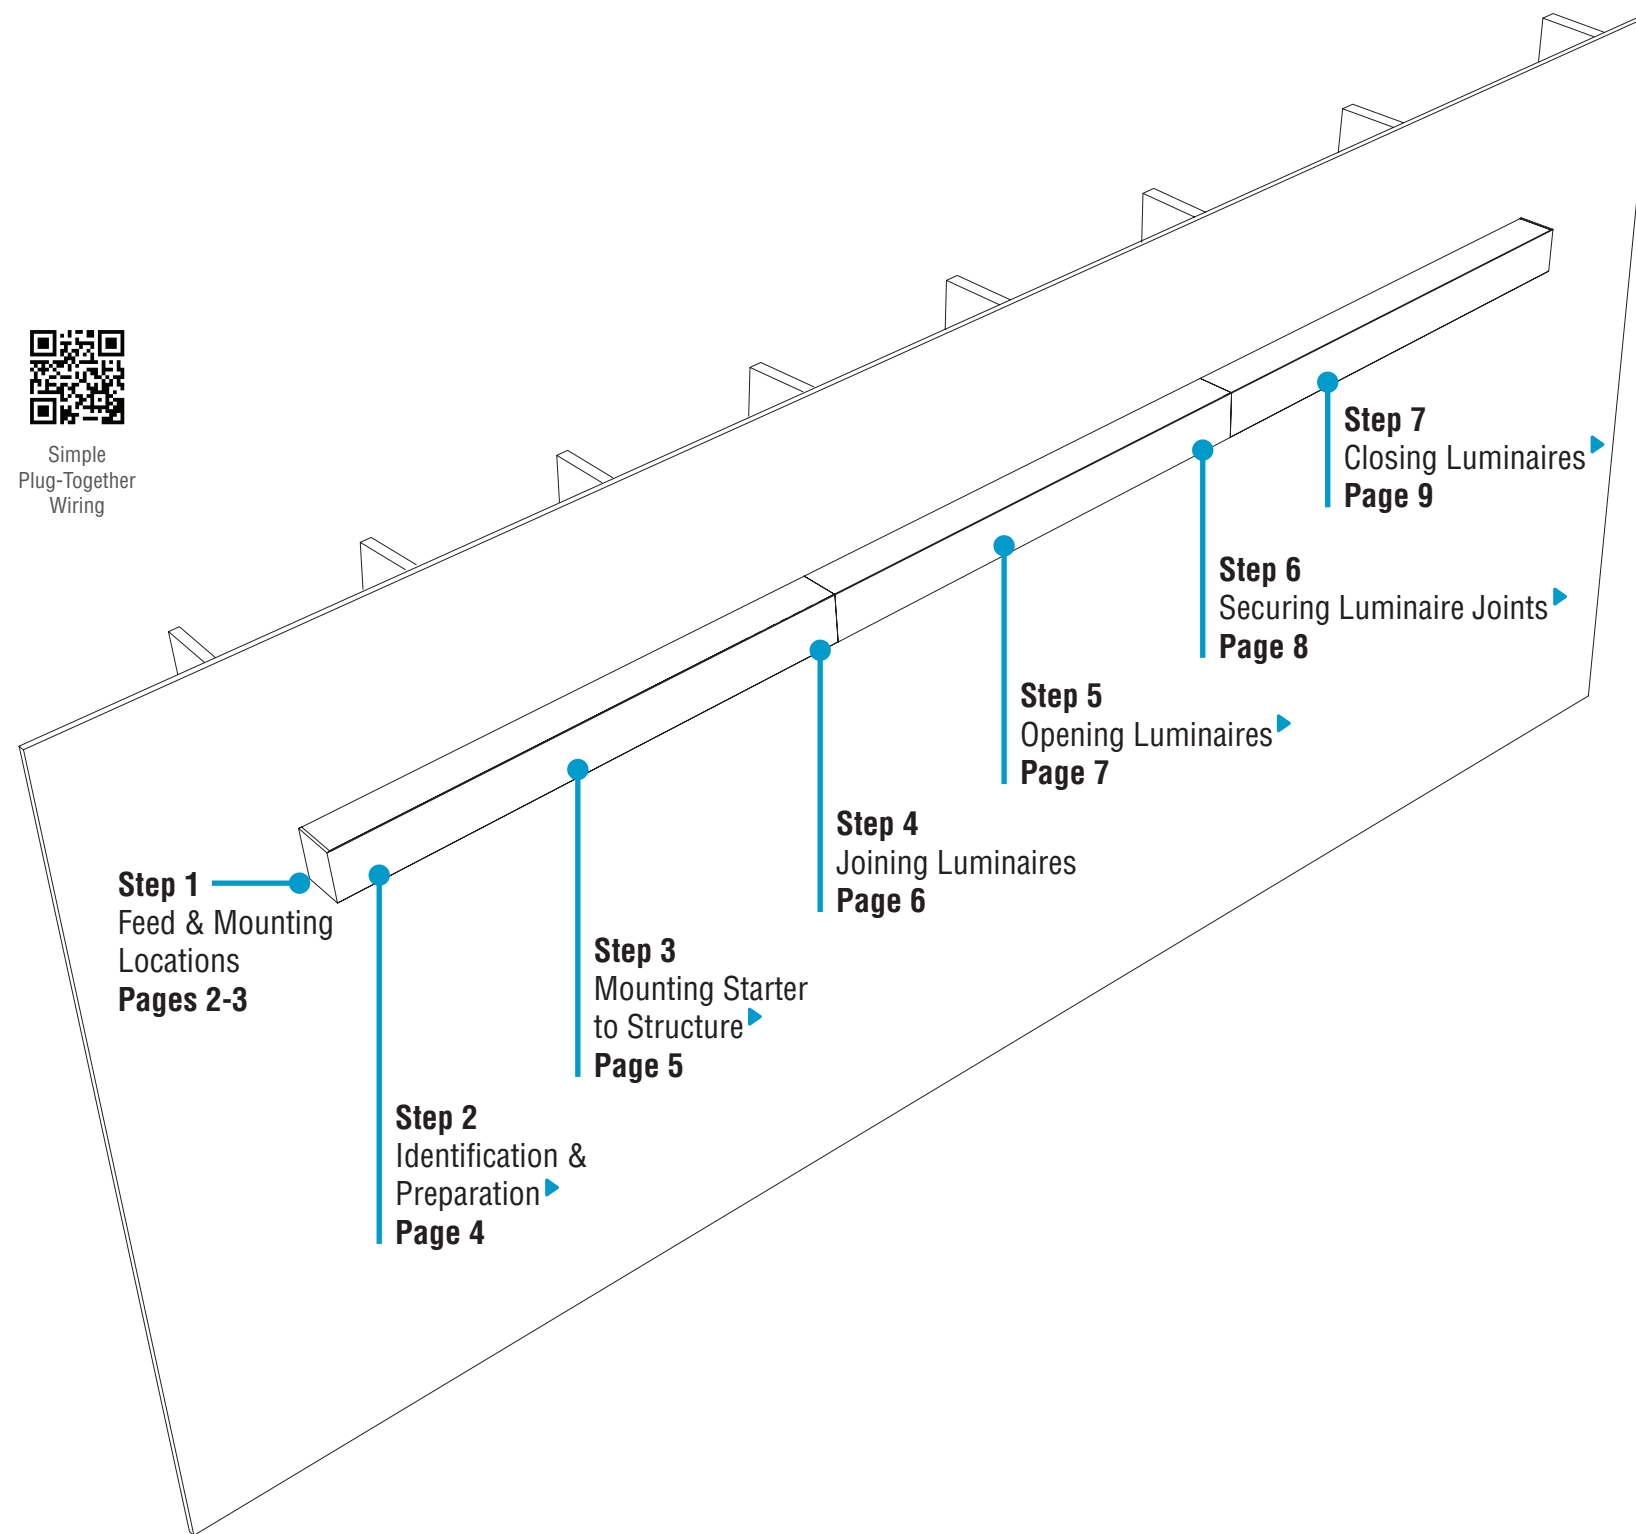 Simple
Plug-Together
Wiring
Step 1
Feed & Mounting
Locations
Pages 2-3
Step 2
Identification &
Preparation
Page 4
Step 3
Mounting Starter
to Structure
Page 5
Step 4
Joining Luminaires
Page 6
Step 5
Opening Luminaires
Page 7
Step 6
Securing Luminaire Joints
Page 8
Step 7
Closing Luminaires
Page 9